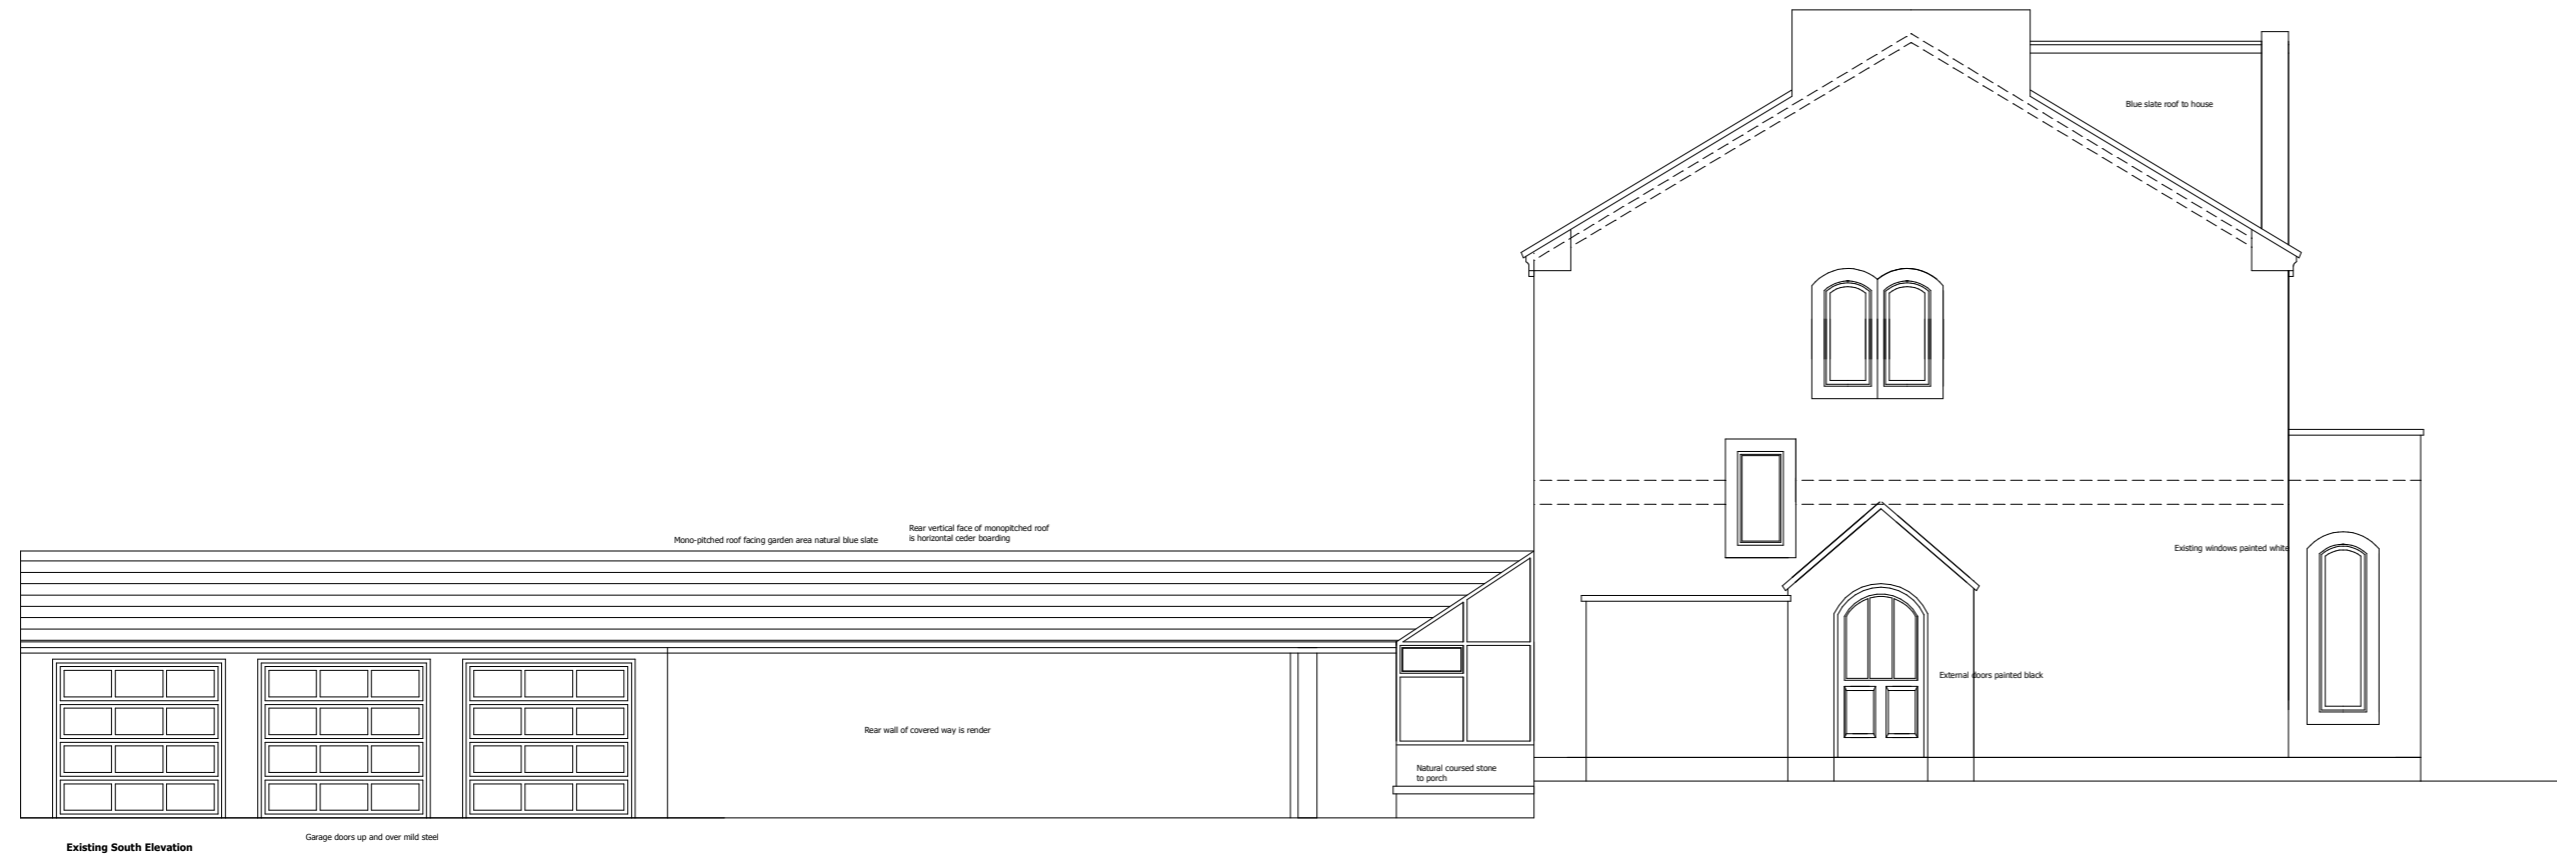 Blue slate roof to house
Mono-pitched roof facing garden area natural blue slate
Rear vertical face of monopitched roof
is horizontal ceder boarding
Existing windows painted white
External doors painted black
Rear wall of covered way is render
Natural coursed stone
to porch
Garage doors up and over mild steel
Existing South Elevation